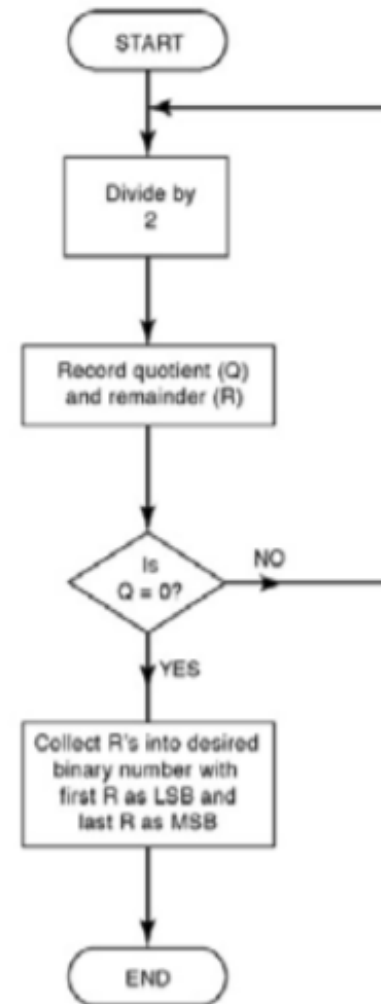 START
Divide by
2
Record quotient (Q)
and remainder (R)
Is
Q = 0?
NO
YES
Collect R's into desired
binary number with
first R as LSB and
last R as MSB
END